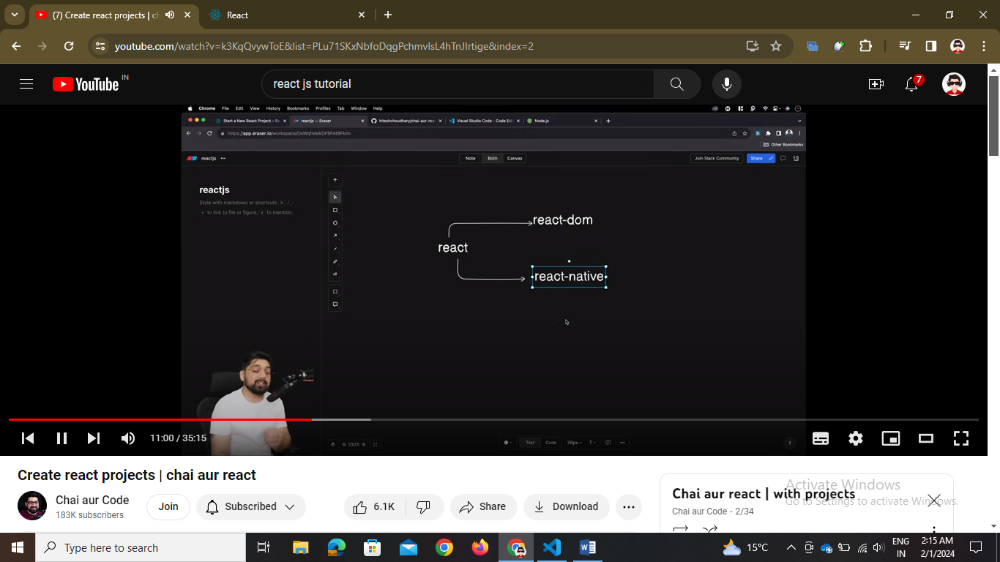 (7) Create react projects | ch
React
youtube.com/watch?v=k3KqQvywToE&list=PLu71SKxNbfoDqgPchmvIsL4hTnJIrtige&index=2
YouTube IN
react js tutorial
7
Chrome File Edit View History Bookmarks Profiles Tab Window Help
Start a New React Project – Re
reactjs — Eraser
hiteshchoudhary/chai-aur-rea
Visual Studio Code - Code Edi
Node.js
Other Bookmarks
reactjs
Note Both Canvas
Join Slack Community
Share
reactjs
Style with markdown or shortcuts
to link to file or figure, to mention.
react-dom
react
react-native
100%
Text Code 36px T
11:00 / 35:15
Create react projects | chai aur react
Chai aur Code
183K subscribers
Join
Subscribed
6.1K
Share
Download
Chai aur react | with projects
Chai aur Code - 2/34
Activate Windows
Go to Settings to activate Windows.
Type here to search
15°C
ENG
IN
2:15 AM
2/1/2024